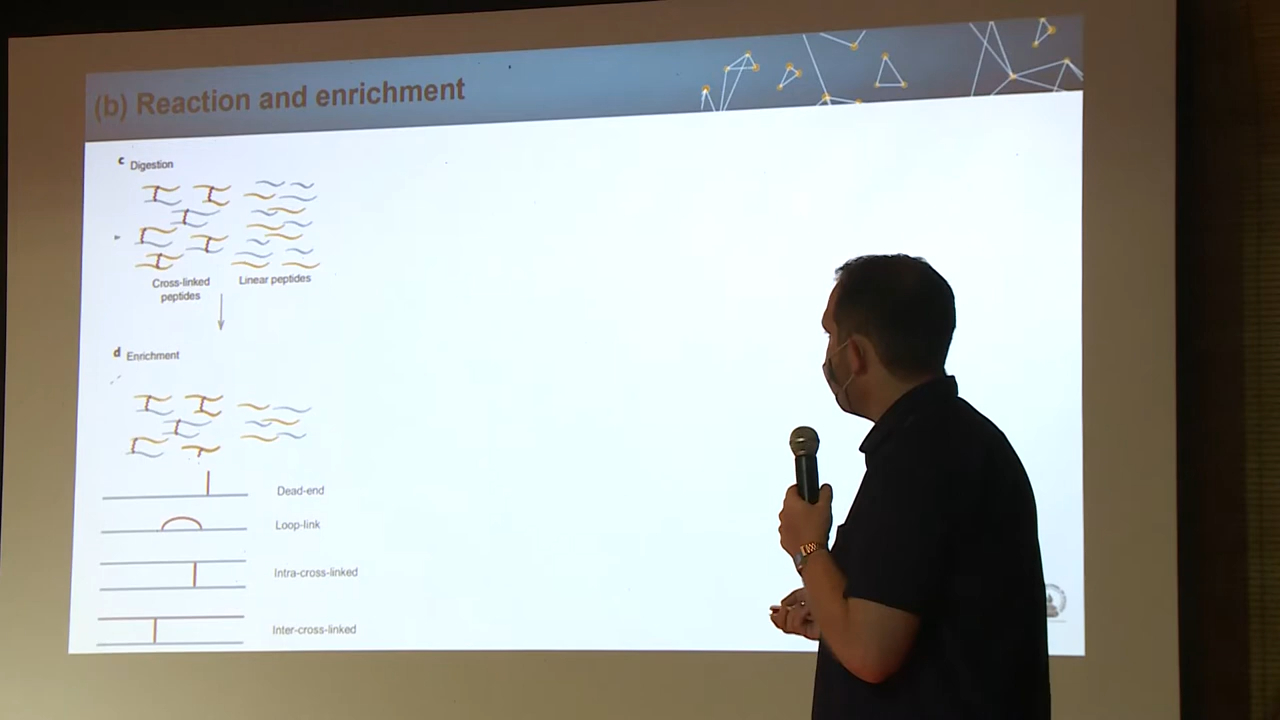 (b) Reaction and enrichment
c Digestion
Cross-linked
peptides
Linear peptides
d Enrichment
Dead-end
Loop-link
Intra-cross-linked
Inter-cross-linked